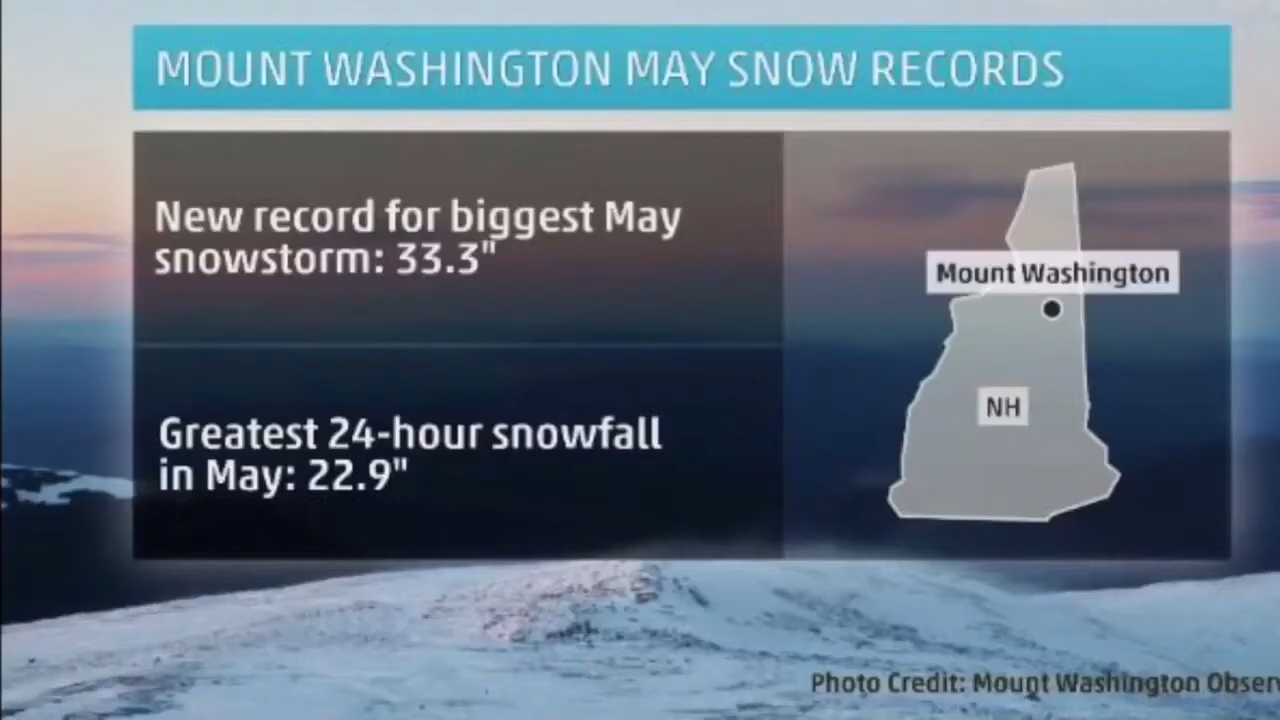 MOUNT WASHINGTON MAY SNOW RECORDS
New record for biggest May
snowstorm: 33.3"
Mount Washington
NH
Greatest 24-hour snowfall
in May: 22.9"
Photo Credit: Mount Washington Obser